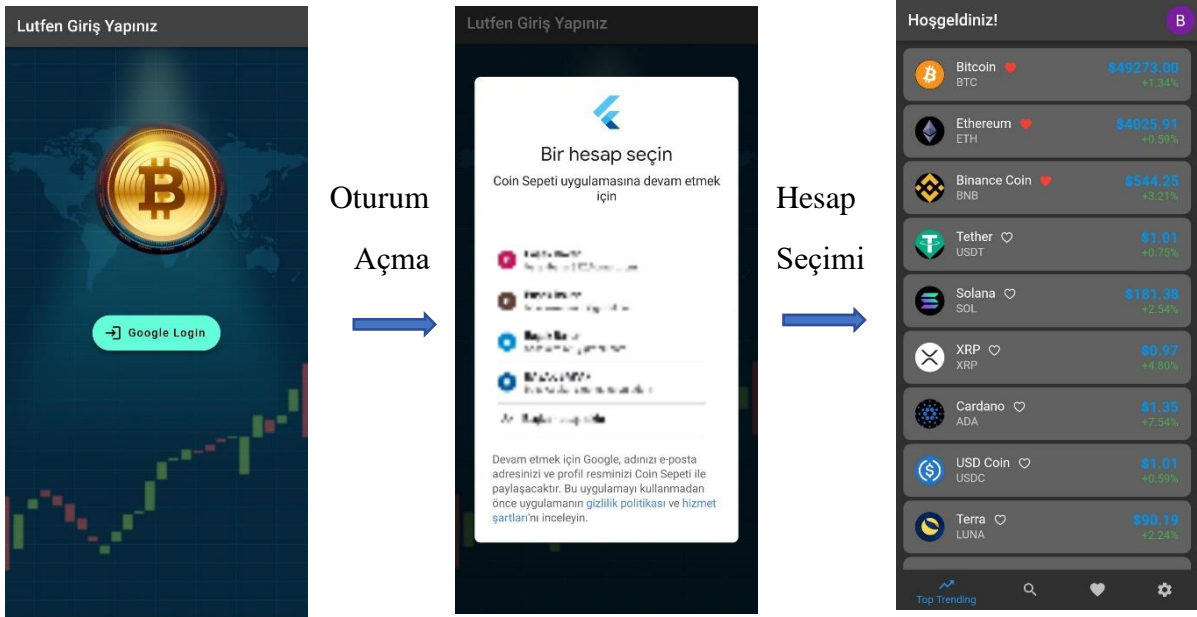 Lutfen Giriş Yapınız
Google Login
Oturum
Açma
Lutfen Giriş Yapınız
Bir hesap seçin
Coin Sepeti uygulamasına devam etmek
için
Devam etmek için Google, adınızı e-posta
adresinizi ve profil resminizi Coin Sepeti ile
paylaşacaktır. Bu uygulamayı kullanmadan
önce uygulamanın gizlilik politikası ve hizmet
şartları'nı inceleyin.
Hesap
Seçimi
Hoşgeldiniz!
B
Bitcoin
$49273.00
BTC
+1.34%
Ethereum
$4025.91
ETH
+0.59%
Binance Coin
$544.25
BNB
+3.21%
Tether
$1.01
USDT
+0.75%
Solana
$181.38
SOL
+2.54%
XRP
$0.97
XRP
+4.80%
Cardano
$1.35
ADA
+7.54%
USD Coin
$1.01
USDC
+0.59%
Terra
$90.19
LUNA
+2.24%
Top Trending